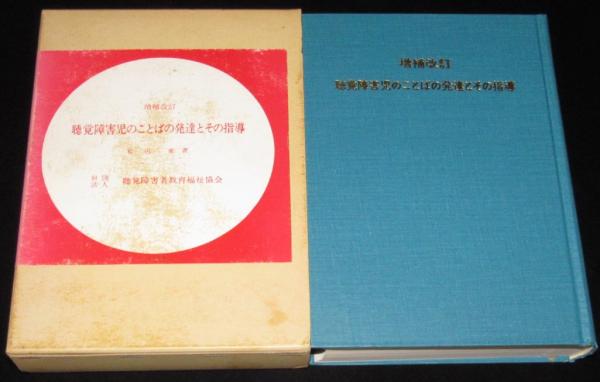 増補改訂
聴覚障害児のことばの発達とその指導
著
財団法人 聴覚障害者教育福祉協会
増補改訂
聴覚障害児のことばの発達とその指導